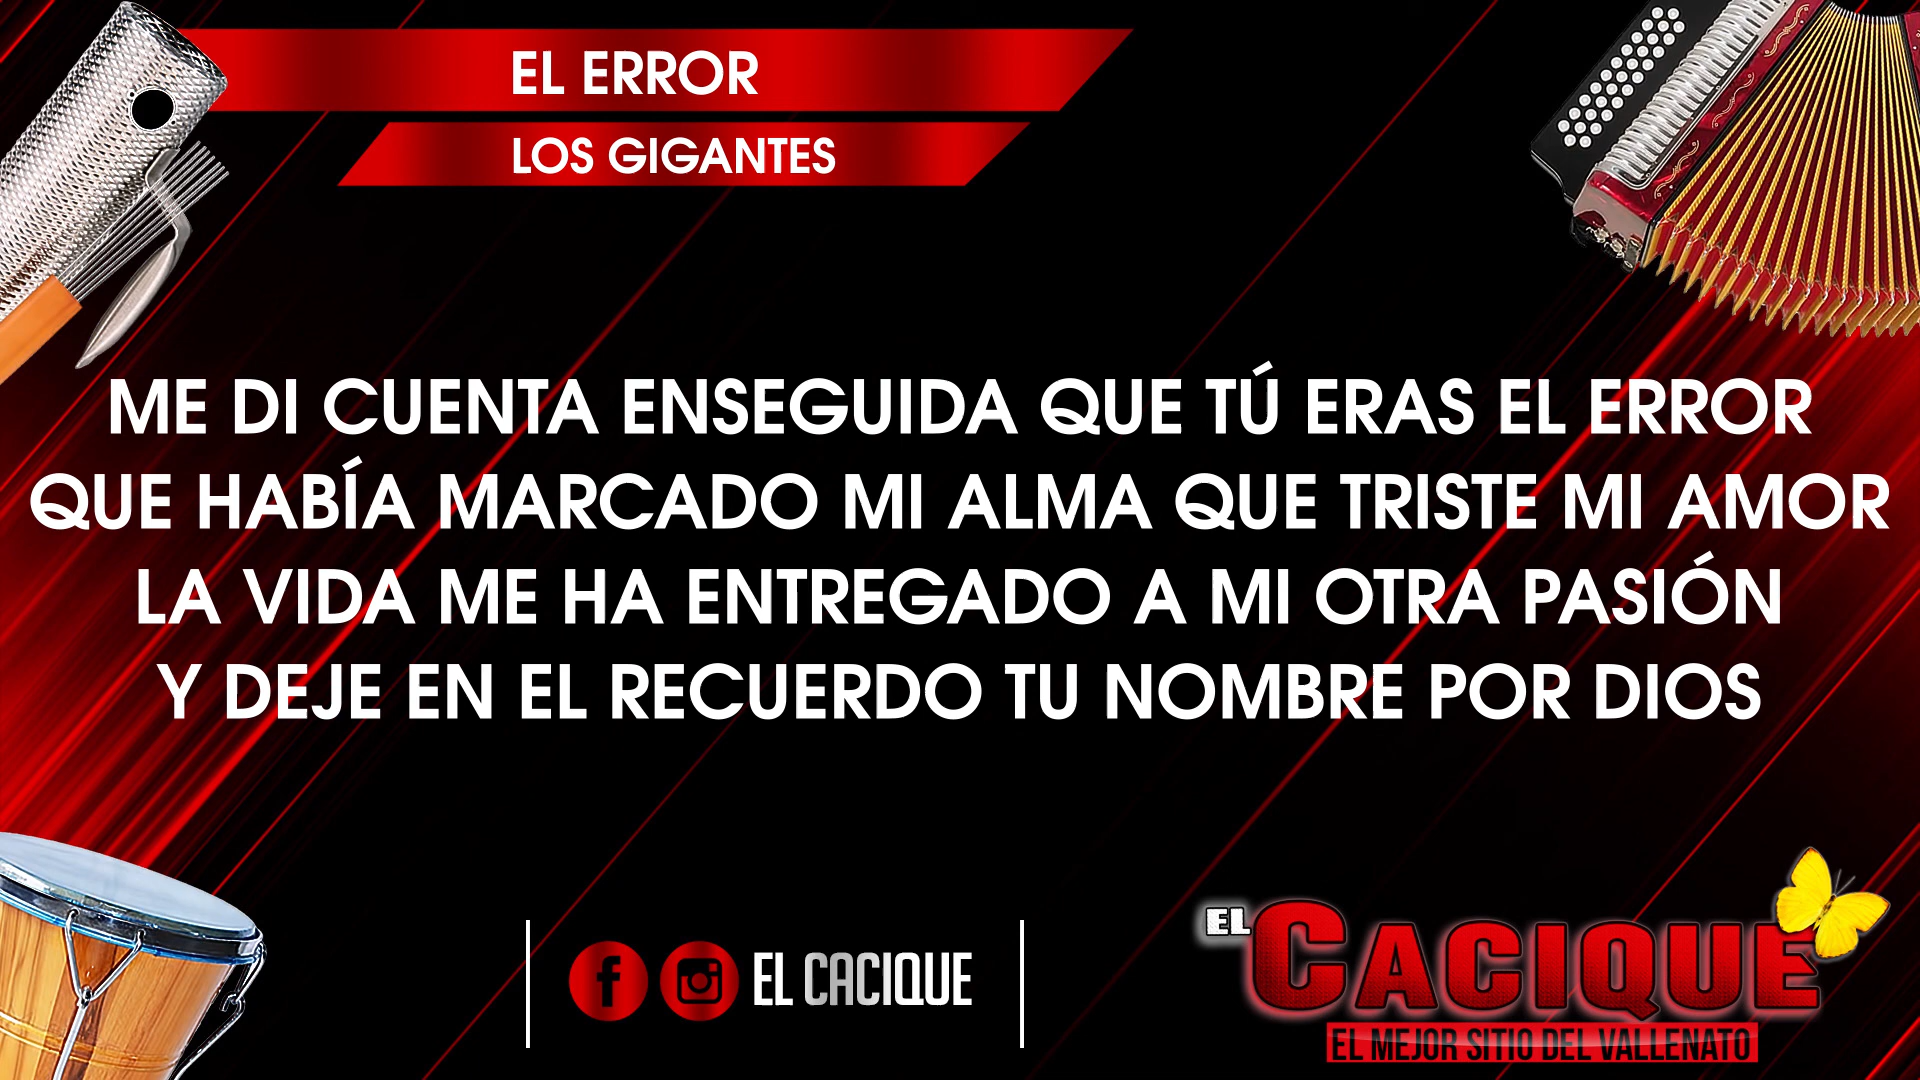 EL ERROR
LOS GIGANTES
ME DI CUENTA ENSEGUIDA QUE TÚ ERAS EL ERROR
QUE HABÍA MARCADO MI ALMA QUE TRISTE MI AMOR
LA VIDA ME HA ENTREGADO A MI OTRA PASIÓN
Y DEJE EN EL RECUERDO TU NOMBRE POR DIOS
EL CACIQUE
EL CACIQUE
EL MEJOR SITIO DEL VALLENATO